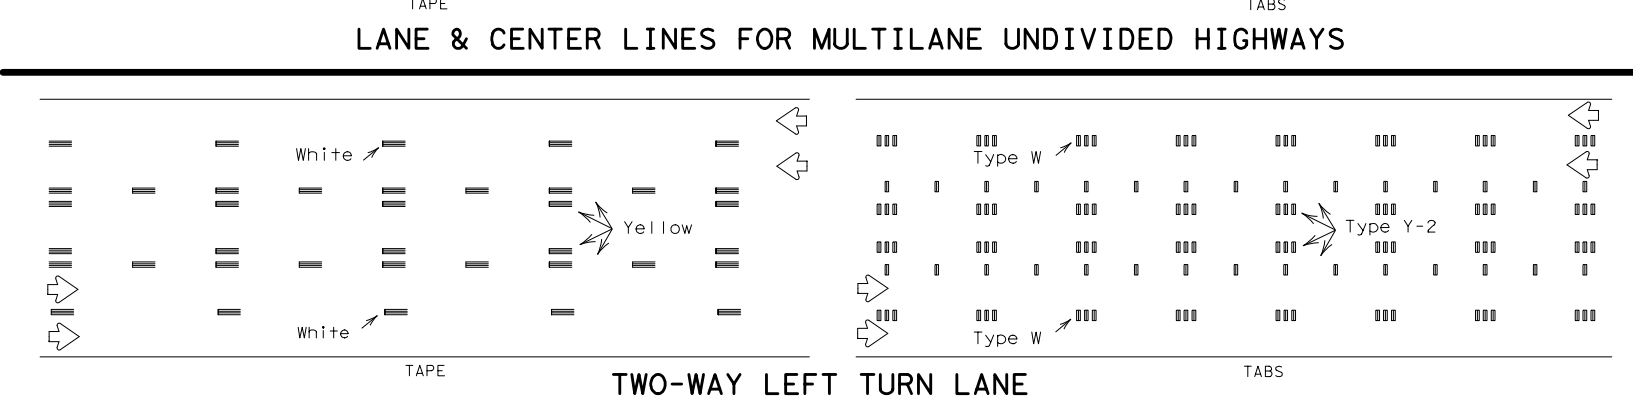 TAPE TABS
LANE & CENTER LINES FOR MULTILANE UNDIVIDED HIGHWAYS
White
Type W
Yellow
Type Y-2
White
Type W
TAPE
TABS
TWO-WAY LEFT TURN LANE